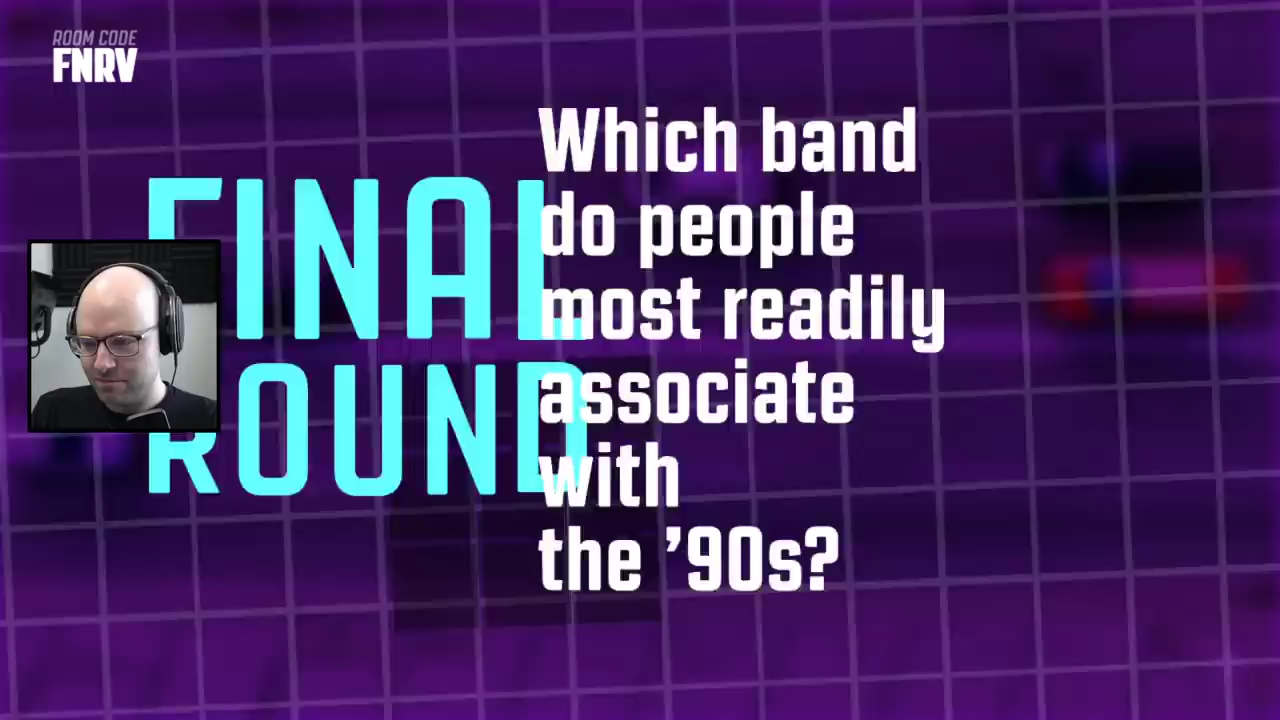 ROOM CODE
FNRV
FINAL
ROUND
Which band
do people
most readily
associate
with
the ’90s?